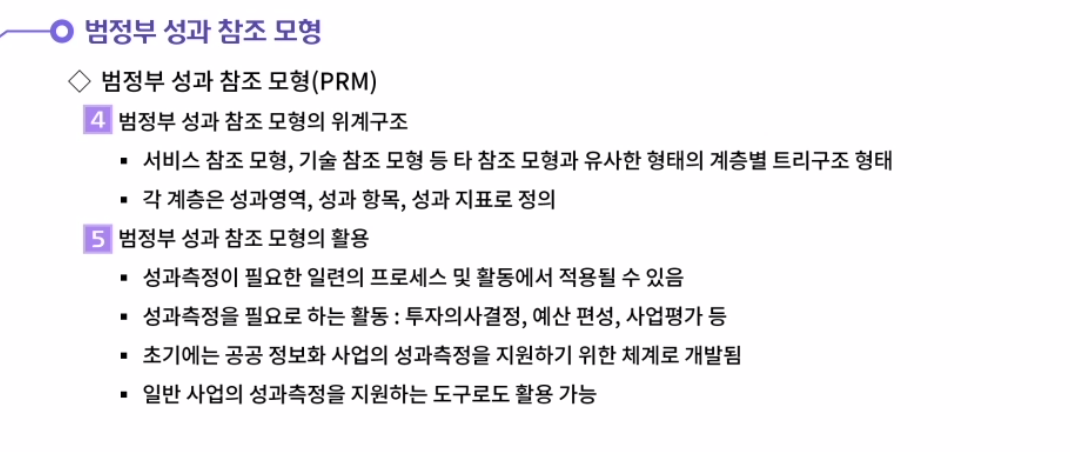 범정부 성과 참조 모형
◇ 범정부 성과 참조 모형(PRM)
4 범정부 성과 참조 모형의 위계구조
▪ 서비스 참조 모형, 기술 참조 모형 등 타 참조 모형과 유사한 형태의 계층별 트리구조 형태
▪ 각 계층은 성과영역, 성과 항목, 성과 지표로 정의
5 범정부 성과 참조 모형의 활용
▪ 성과측정이 필요한 일련의 프로세스 및 활동에서 적용될 수 있음
▪ 성과측정을 필요로 하는 활동 : 투자의사결정, 예산 편성, 사업평가 등
▪ 초기에는 공공 정보화 사업의 성과측정을 지원하기 위한 체계로 개발됨
▪ 일반 사업의 성과측정을 지원하는 도구로도 활용 가능